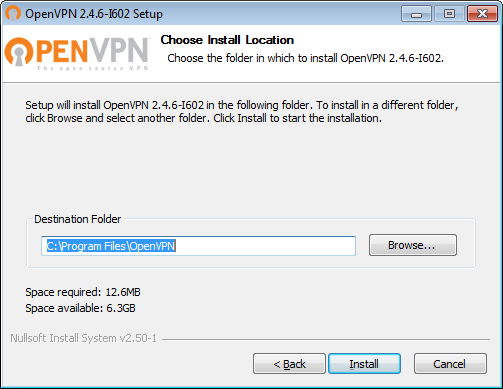 OpenVPN 2.4.6-I602 Setup
OPENVPN™
The open source VPN
Choose Install Location
Choose the folder in which to install OpenVPN 2.4.6-I602.
Setup will install OpenVPN 2.4.6-I602 in the following folder. To install in a different folder,
click Browse and select another folder. Click Install to start the installation.
Destination Folder
C:\Program Files\OpenVPN
Browse...
Space required: 12.6MB
Space available: 6.3GB
Nullsoft Install System v2.50-1
< Back
Install
Cancel